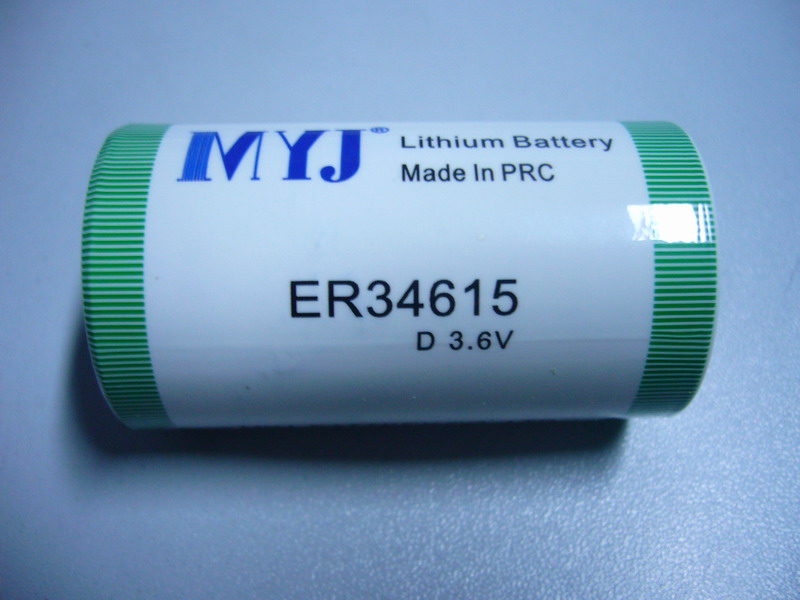 MYJ® Lithium Battery
Made In PRC
ER34615
D 3.6V